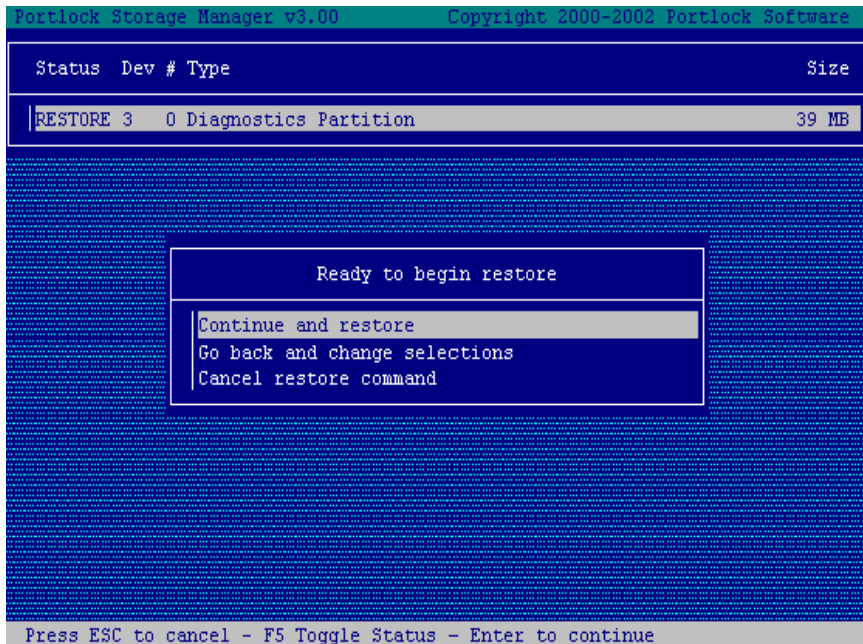 Portlock Storage Manager v3.00 Copyright 2000-2002 Portlock Software
Status Dev # Type Size
RESTORE 3 0 Diagnostics Partition 39 MB
Ready to begin restore
Continue and restore
Go back and change selections
Cancel restore command
Press ESC to cancel - F5 Toggle Status - Enter to continue